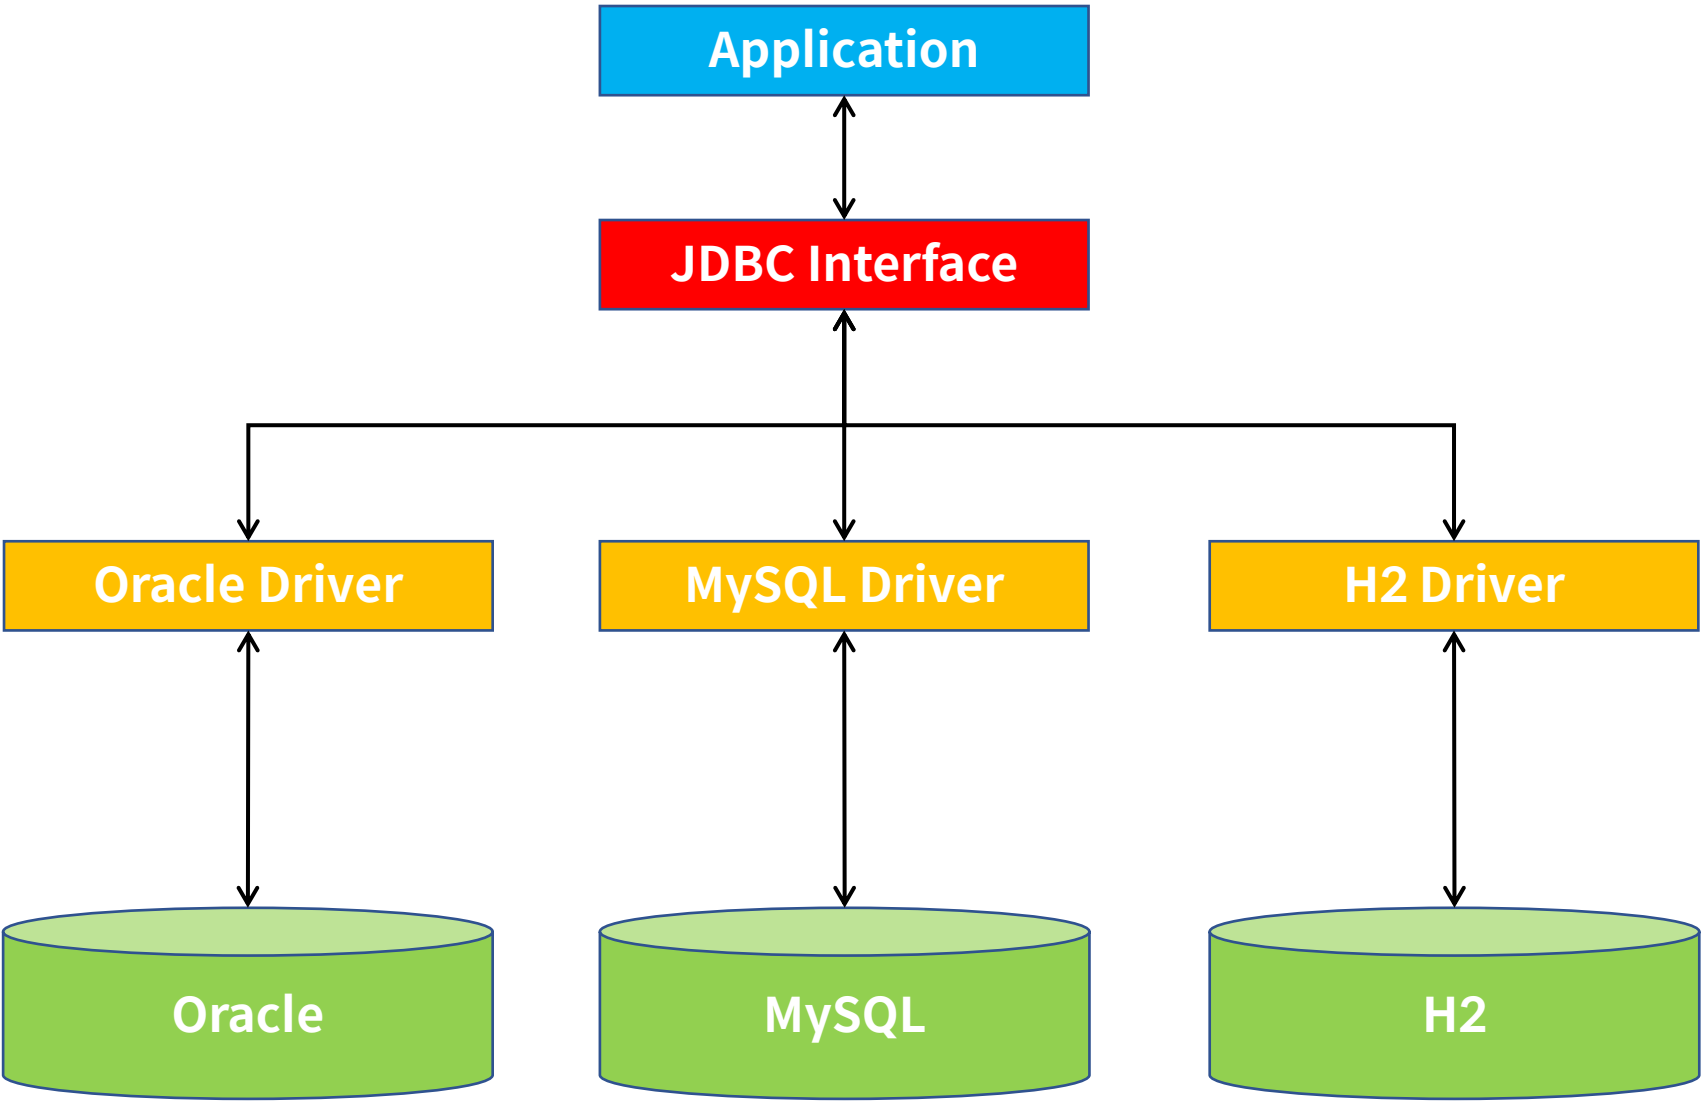 Application
JDBC Interface
Oracle Driver
MySQL Driver
H2 Driver
Oracle
MySQL
H2